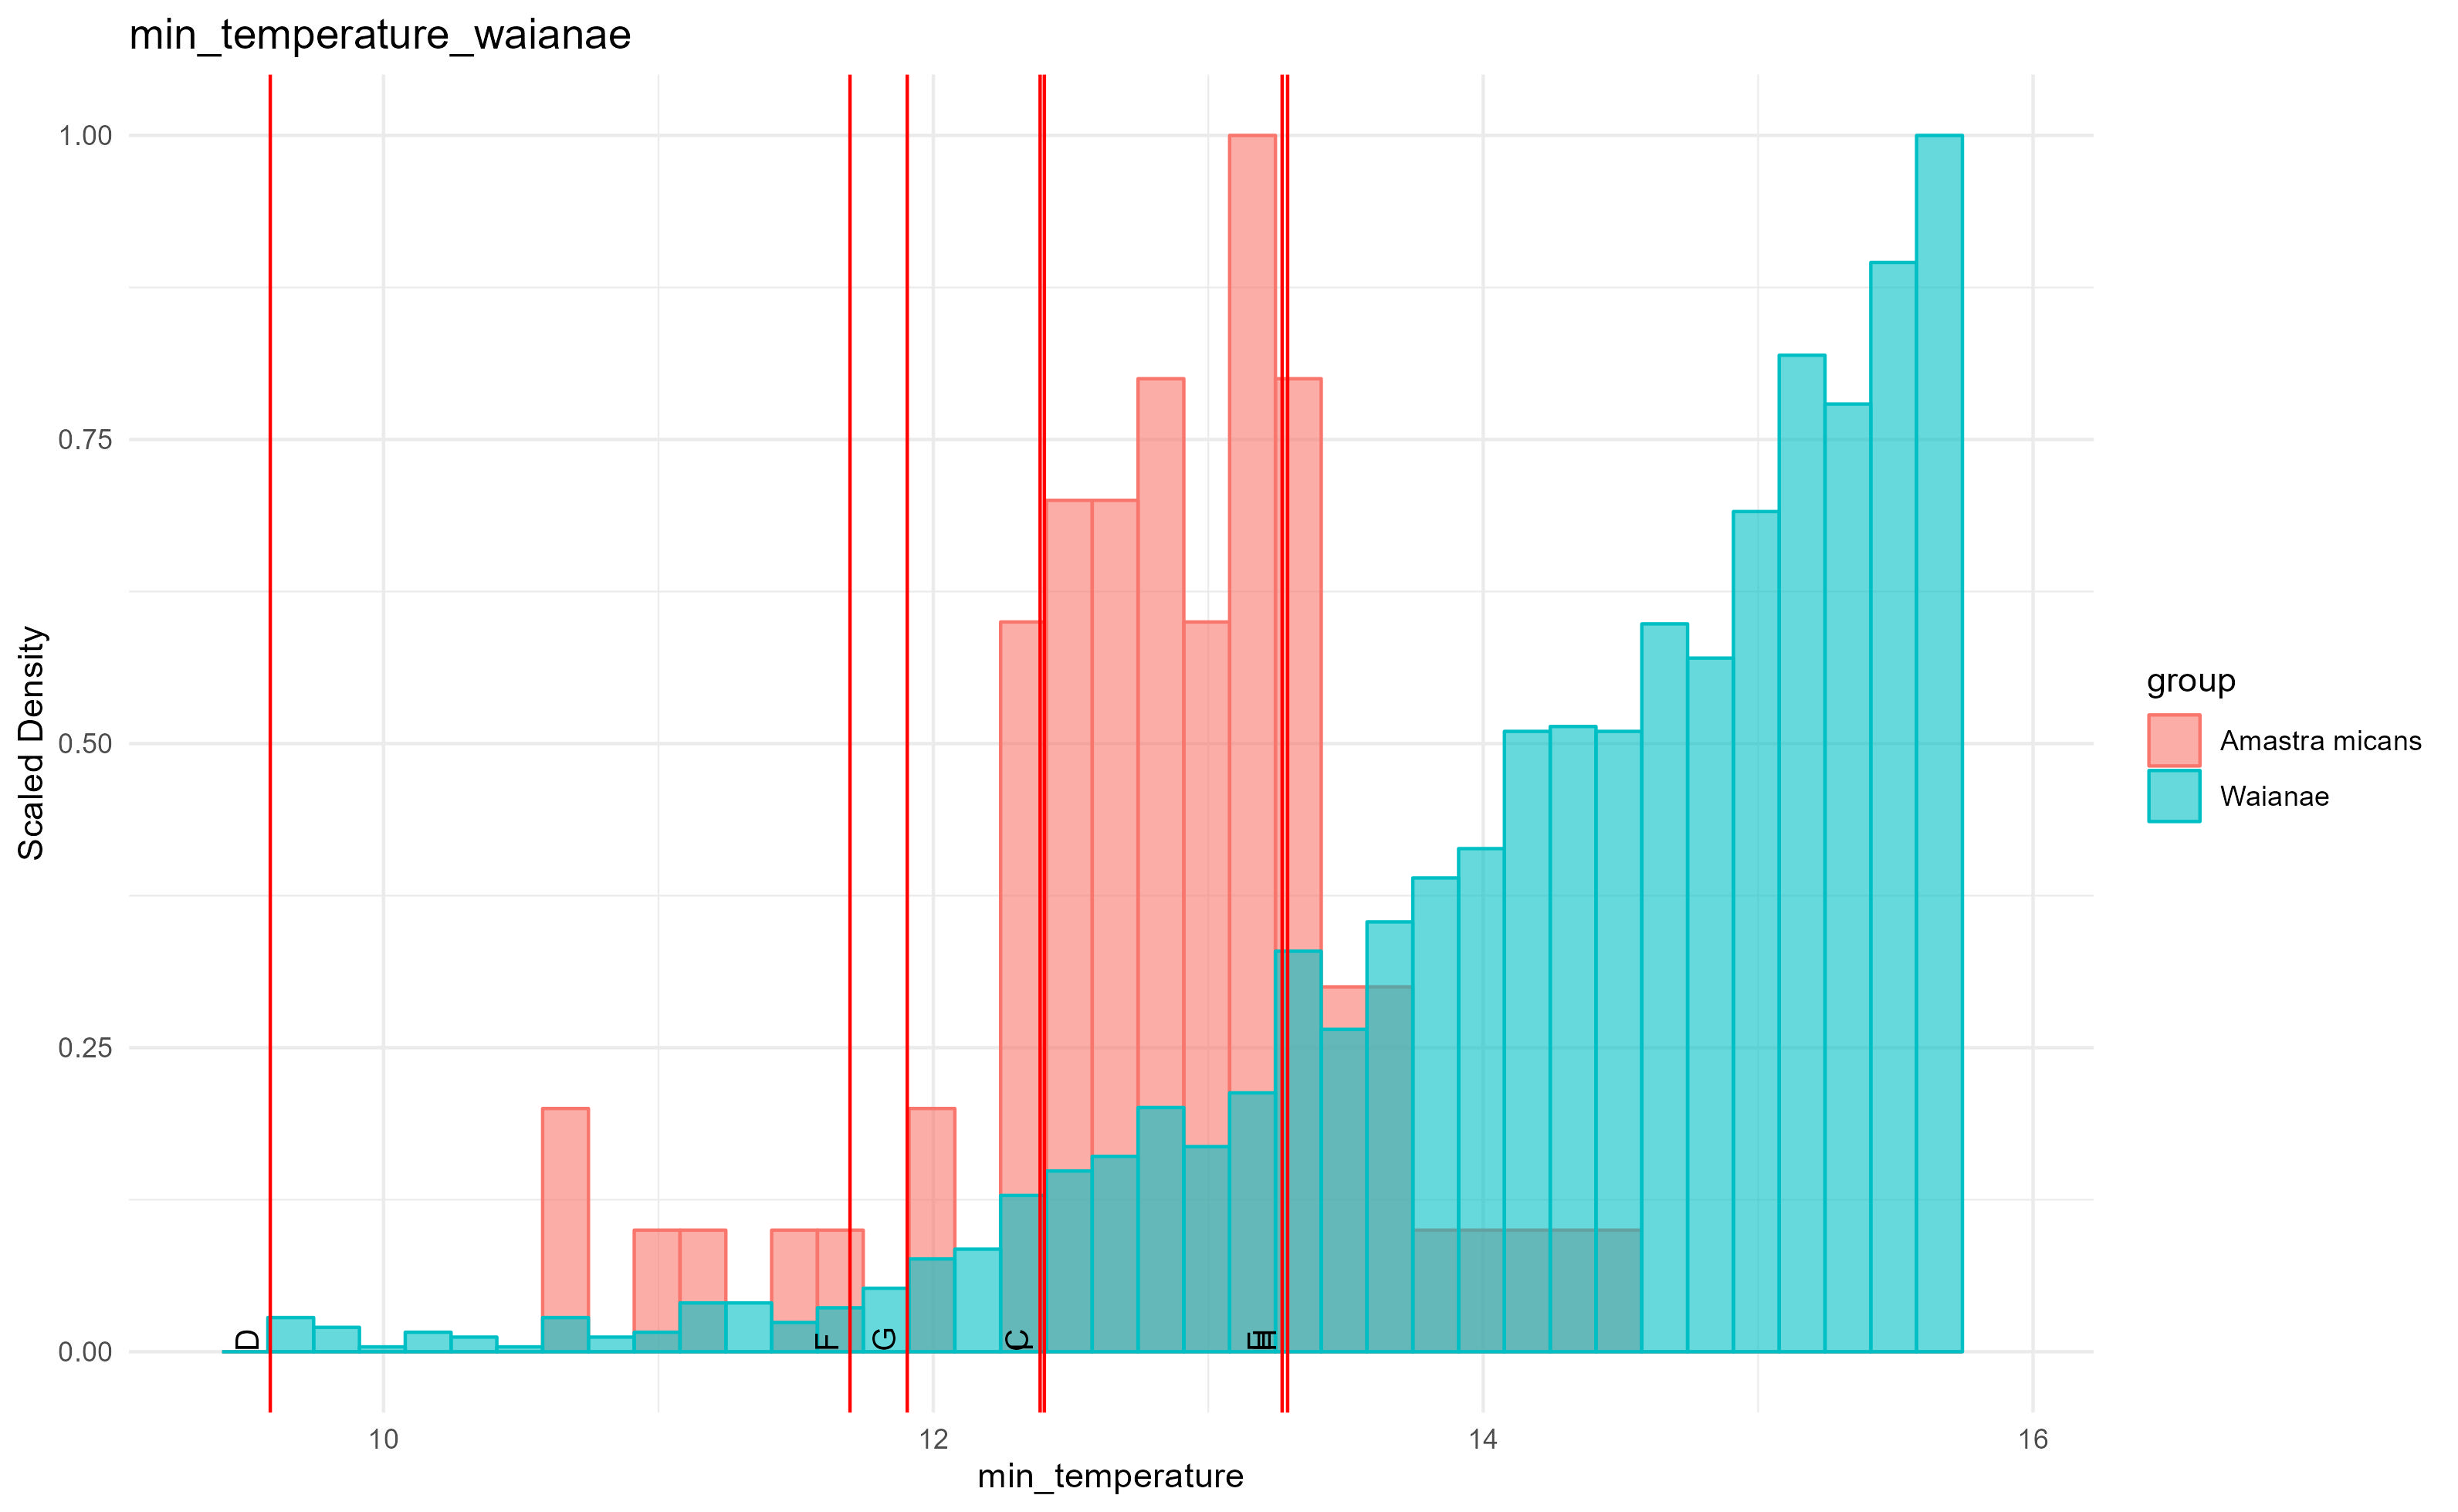 min_temperature_waianae
Scaled Density
1.00
0.75
0.50
0.25
0.00
D
F
G
C
H
10
12
14
16
min_temperature
group
Amastra micans
Waianae